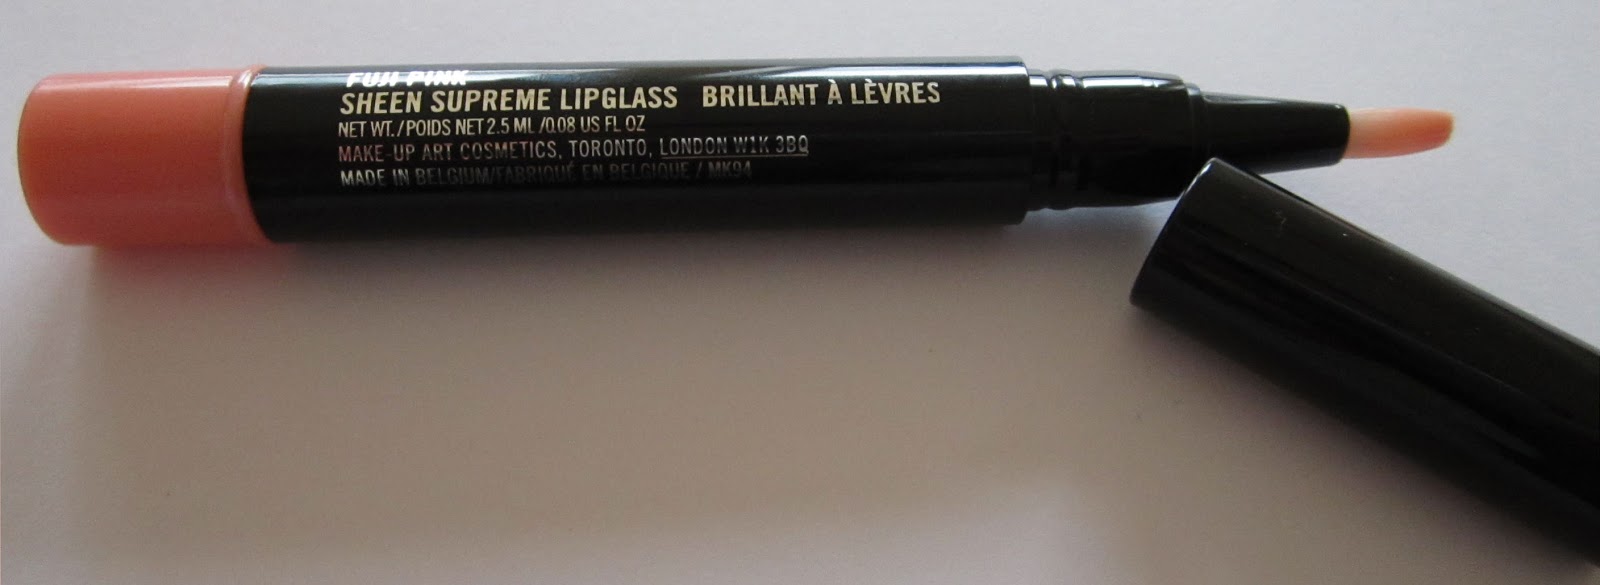 FUJI PINK
SHEEN SUPREME LIPGLASS BRILLANT À LÈVRES
NET WT./POIDS NET 2.5 ML /0.08 US FL OZ
MAKE-UP ART COSMETICS, TORONTO, LONDON W1K 3BQ
MADE IN BELGIUM/FABRIQUÉ EN BELGIQUE / MK94